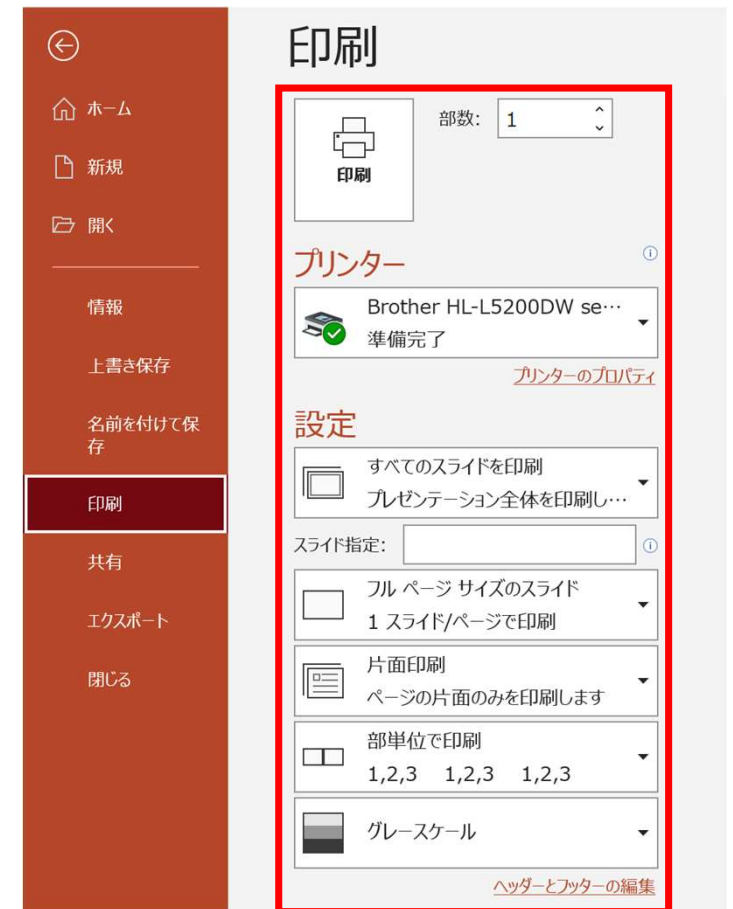 印刷
ホーム
新規
開く
情報
上書き保存
名前を付けて保
存
印刷
共有
エクスポート
閉じる
部数: 1
印刷
プリンター
Brother HL-L5200DW se…
準備完了
プリンターのプロパティ
設定
すべてのスライドを印刷
プレゼンテーション全体を印刷し…
スライド指定:
フル ページ サイズのスライド
1 スライド/ページで印刷
片面印刷
ページの片面のみを印刷します
部単位で印刷
1,2,3 1,2,3 1,2,3
グレースケール
ヘッダーとフッターの編集